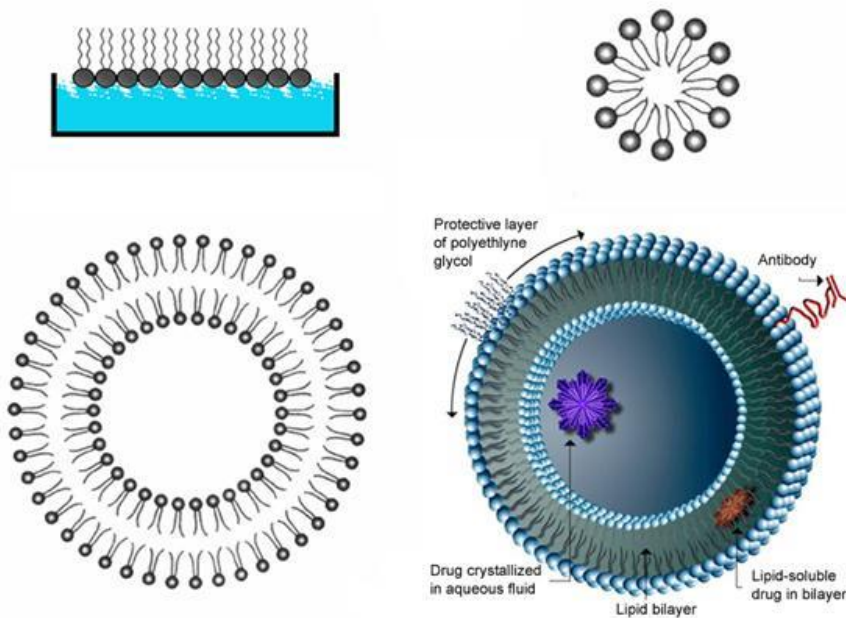 Protective layer
of polyethlyne
glycol
Antibody
Drug crystallized
in aqueous fluid
Lipid bilayer
Lipid-soluble
drug in bilayer